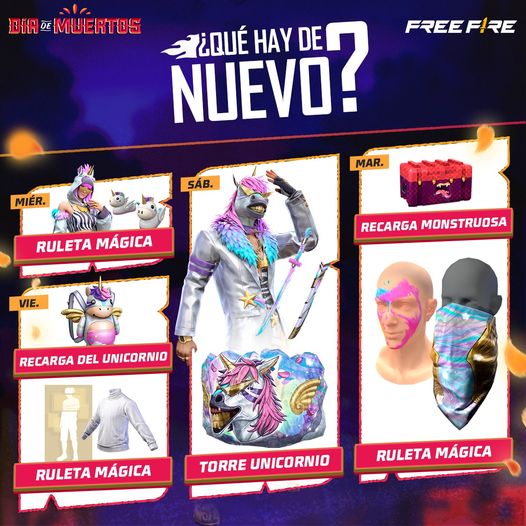 DIA DE MUERTOS
FREE FIRE
¿QUÉ HAY DE
NUEVO?
MIÉR.
RULETA MÁGICA
VIE.
RECARGA DEL UNICORNIO
RULETA MÁGICA
SÁB.
TORRE UNICORNIO
MAR.
RECARGA MONSTRUOSA
RULETA MÁGICA